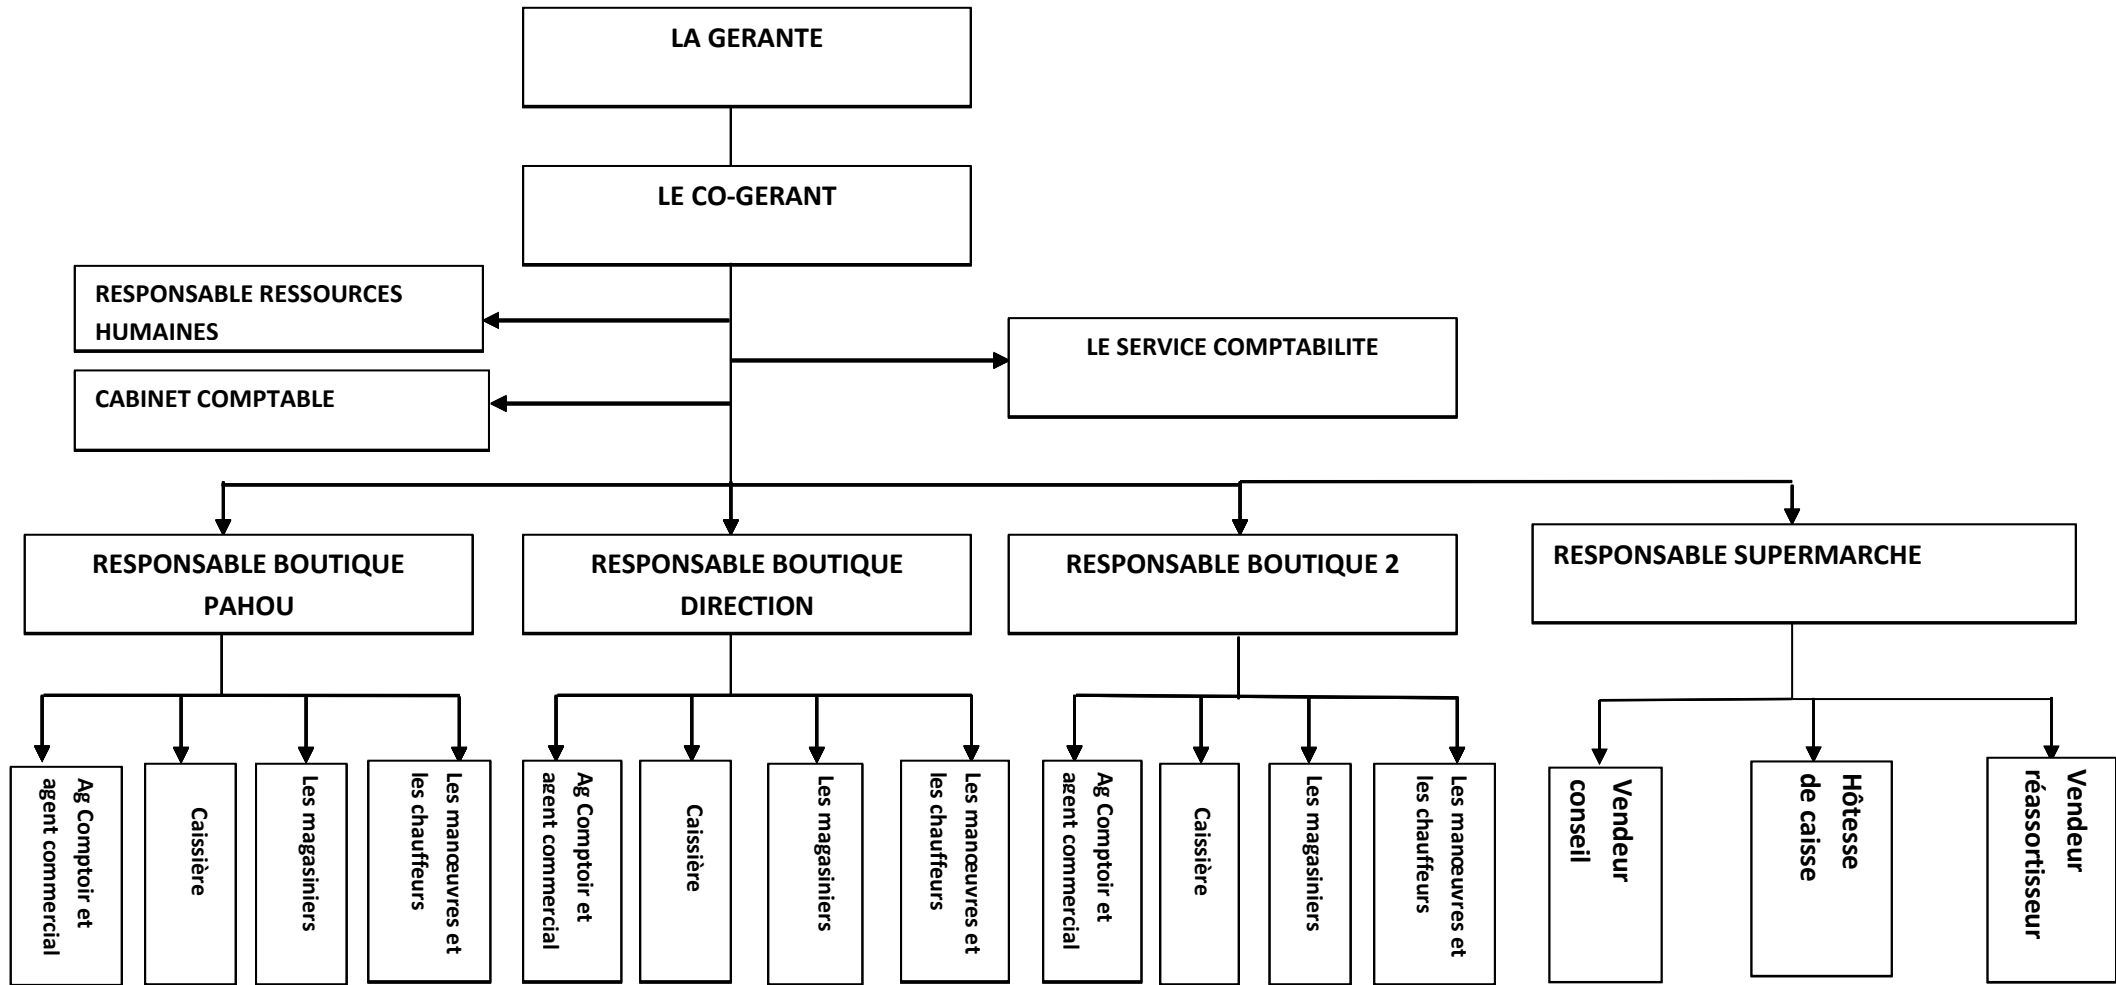 LA GERANTE
LE CO-GERANT
RESPONSABLE RESSOURCES
HUMAINES
LE SERVICE COMPTABILITE
CABINET COMPTABLE
RESPONSABLE BOUTIQUE
PAHOU
RESPONSABLE BOUTIQUE
DIRECTION
RESPONSABLE BOUTIQUE 2
RESPONSABLE SUPERMARCHE
Ag Comptoir et
agent commercial
Caissière
Les magasiniers
Les manœuvres et
les chauffeurs
Ag Comptoir et
agent commercial
Caissière
Les magasiniers
Les manœuvres et
les chauffeurs
Ag Comptoir et
agent commercial
Caissière
Les magasiniers
Les manœuvres et
les chauffeurs
Vendeur
conseil
Hôtesse
de caisse
Vendeur
réassortisseur